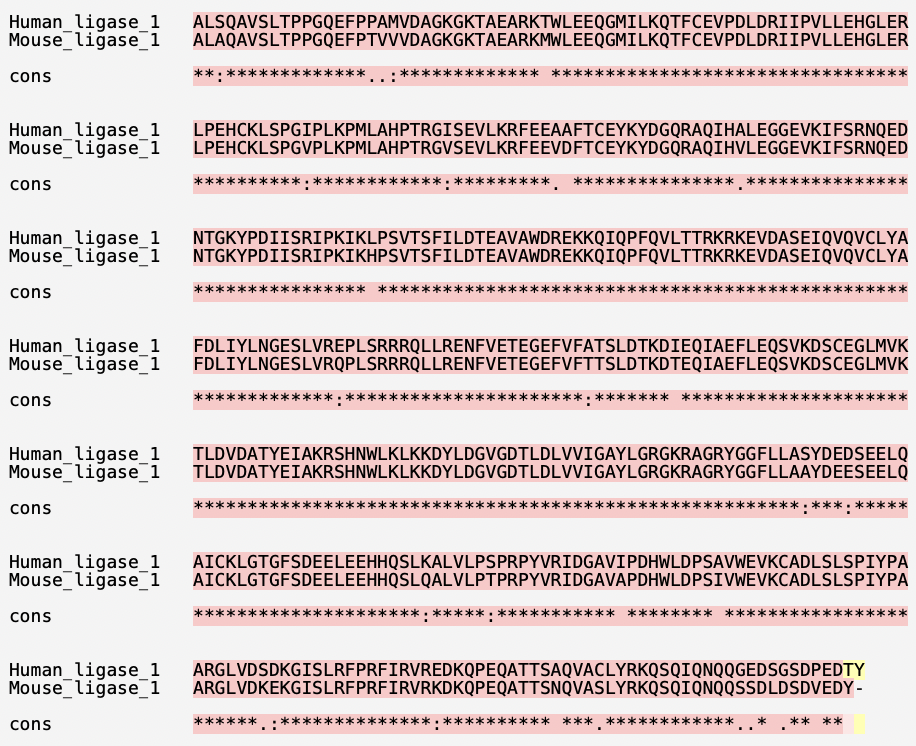 Human_ligase_1 ALSQAVSLTPPGQEFPPAMVDAGKGKTAEARKTWLEEQGMILKQTFCEVPDLDRIIPVLLEHGLER
Mouse_ligase_1 ALAQAVSLTPPGQEFPTVVVDAGKGKTAEARKMWLEEQGMILKQTFCEVPDLDRIIPVLLEHGLER
cons **:*************..:************* *********************************
Human_ligase_1 LPEHCKLSPGIPLKPMLAHPTRGISEVLKRFEEAAFTCEYKYDGQRAQIHALEGGEVKIFSRNQED
Mouse_ligase_1 LPEHCKLSPGVPLKPMLAHPTRGVSEVLKRFEEVDFTCEYKYDGQRAQIHVLEGGEVKIFSRNQED
cons **********:************:*********. ***************.***************
Human_ligase_1 NTGKYPDIISRIPKIKLPSVTSFILDTEAVAWDREKKQIQPFQVLTTRKRKEVDASEIQVQVCLYA
Mouse_ligase_1 NTGKYPDIISRIPKIKHPSVTSFILDTEAVAWDREKKQIQPFQVLTTRKRKEVDASEIQVQVCLYA
cons **************** *************************************************
Human_ligase_1 FDLIYLNGESLVREPLSRRRQLLRENFVETEGEFVFATSLDTKDIEQIAEFLEQSVKDSCEGLMVK
Mouse_ligase_1 FDLIYLNGESLVRQPLSRRRQLLRENFVETEGEFVFTTSLDTKDTEQIAEFLEQSVKDSCEGLMVK
cons *************:**********************:******* *********************
Human_ligase_1 TLDVDATYEIAKRSHNWLKLKKDYLDGVGDTLDLVVIGAYLGRGKRAGRYGGFLLASYDEDSEELQ
Mouse_ligase_1 TLDVDATYEIAKRSHNWLKLKKDYLDGVGDTLDLVVIGAYLGRGKRAGRYGGFLLAAYDEESEELQ
cons ********************************************************:***:*****
Human_ligase_1 AICKLGTGFSDEELEEHHQSLKALVLPSPRPYVRIDGAVIPDHWLDPSAVWEVKCADLSLSPIYPA
Mouse_ligase_1 AICKLGTGFSDEELEEHHQSLQALVLPTPRPYVRIDGAVAPDHWLDPSIVWEVKCADLSLSPIYPA
cons *********************:*****:*********** ******** *****************
Human_ligase_1 ARGLVDSDKGISLRFPRFIRVREDKQPEQATTSAQVACLYRKQSQIQNQQGEDSGSDPEDTY
Mouse_ligase_1 ARGLVDKEKGISLRFPRFIRVRKDKQPEQATTSNQVASLYRKQSQIQNQQSSDLDSDVEDY-
cons ******.:**************:********** ***.************..* .** **